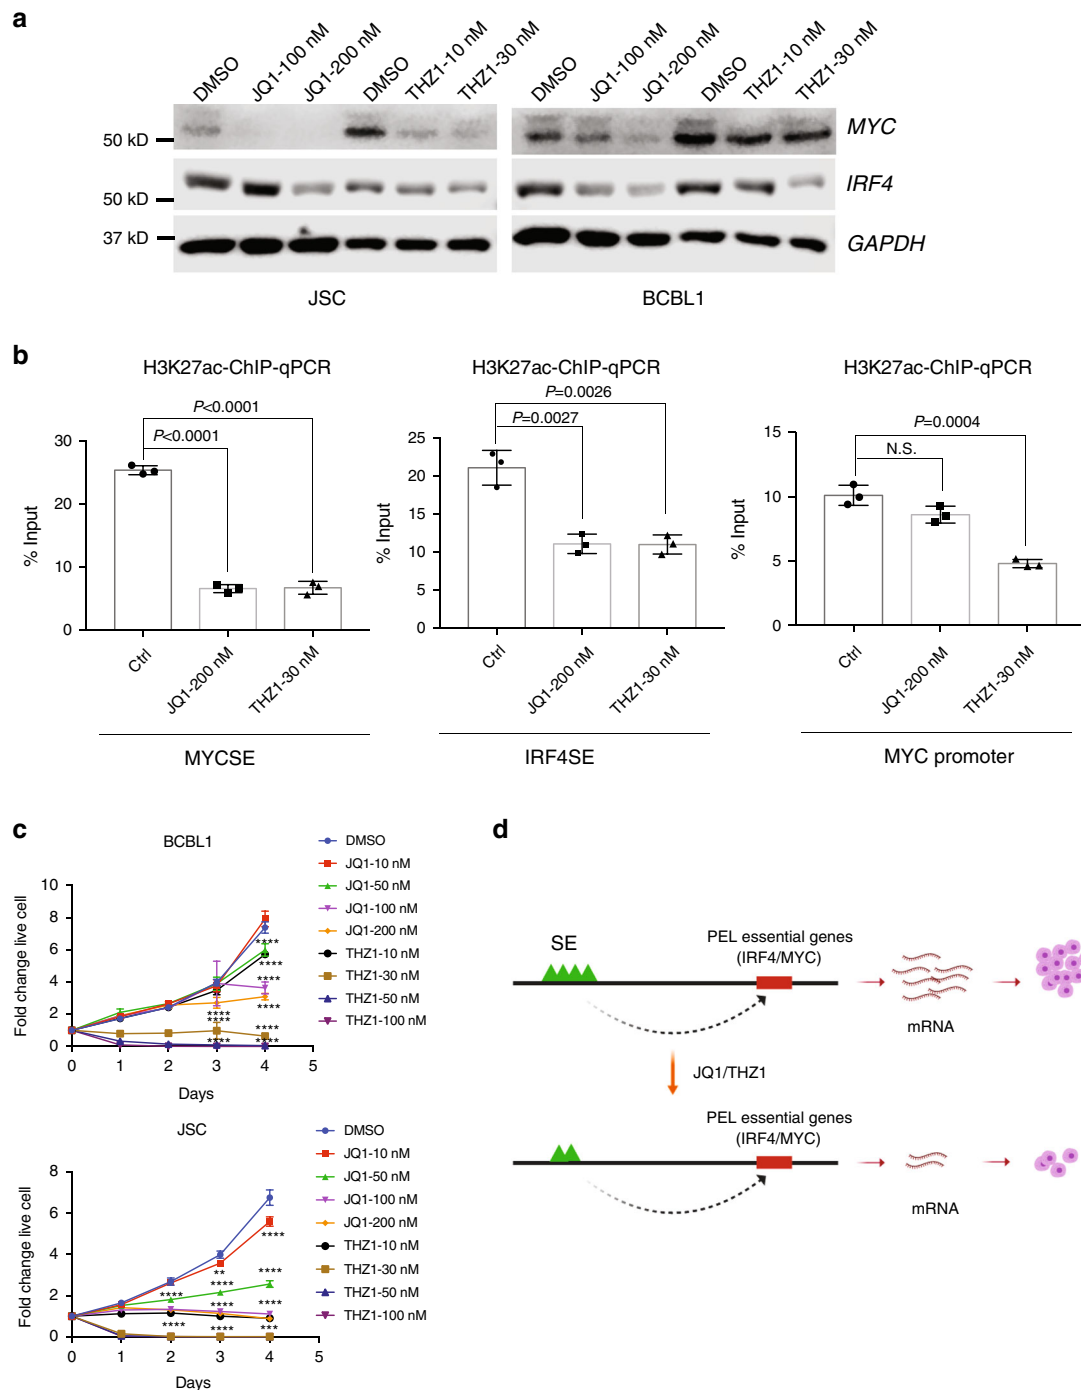 a
DMSO JQ1-100 nM JQ1-200 nM DMSO THZ1-10 nM THZ1-30 nM DMSO JQ1-100 nM JQ1-200 nM DMSO THZ1-10 nM THZ1-30 nM
50 kD MYC
50 kD IRF4
37 kD GAPDH
JSC BCBL1
b
H3K27ac-ChIP-qPCR
P<0.0001
P<0.0001
% Input
30
20
10
0
Ctrl JQ1-200 nM THZ1-30 nM
MYCSE
H3K27ac-ChIP-qPCR
P=0.0026
P=0.0027
% Input
25
20
15
10
5
0
Ctrl JQ1-200 nM THZ1-30 nM
IRF4SE
H3K27ac-ChIP-qPCR
P=0.0004
N.S.
% Input
15
10
5
0
Ctrl JQ1-200 nM THZ1-30 nM
MYC promoter
c
BCBL1
Fold change live cell
10
8
6
4
2
0
0 1 2 3 4 5
Days
****
****
****
****
****
****
****
****
****
DMSO
JQ1-10 nM
JQ1-50 nM
JQ1-100 nM
JQ1-200 nM
THZ1-10 nM
THZ1-30 nM
THZ1-50 nM
THZ1-100 nM
JSC
Fold change live cell
8
6
4
2
0
0 1 2 3 4 5
Days
****
**
****
****
****
****
****
****
****
***
DMSO
JQ1-10 nM
JQ1-50 nM
JQ1-100 nM
JQ1-200 nM
THZ1-10 nM
THZ1-30 nM
THZ1-50 nM
THZ1-100 nM
d
SE
PEL essential genes
(IRF4/MYC)
mRNA
JQ1/THZ1
PEL essential genes
(IRF4/MYC)
mRNA